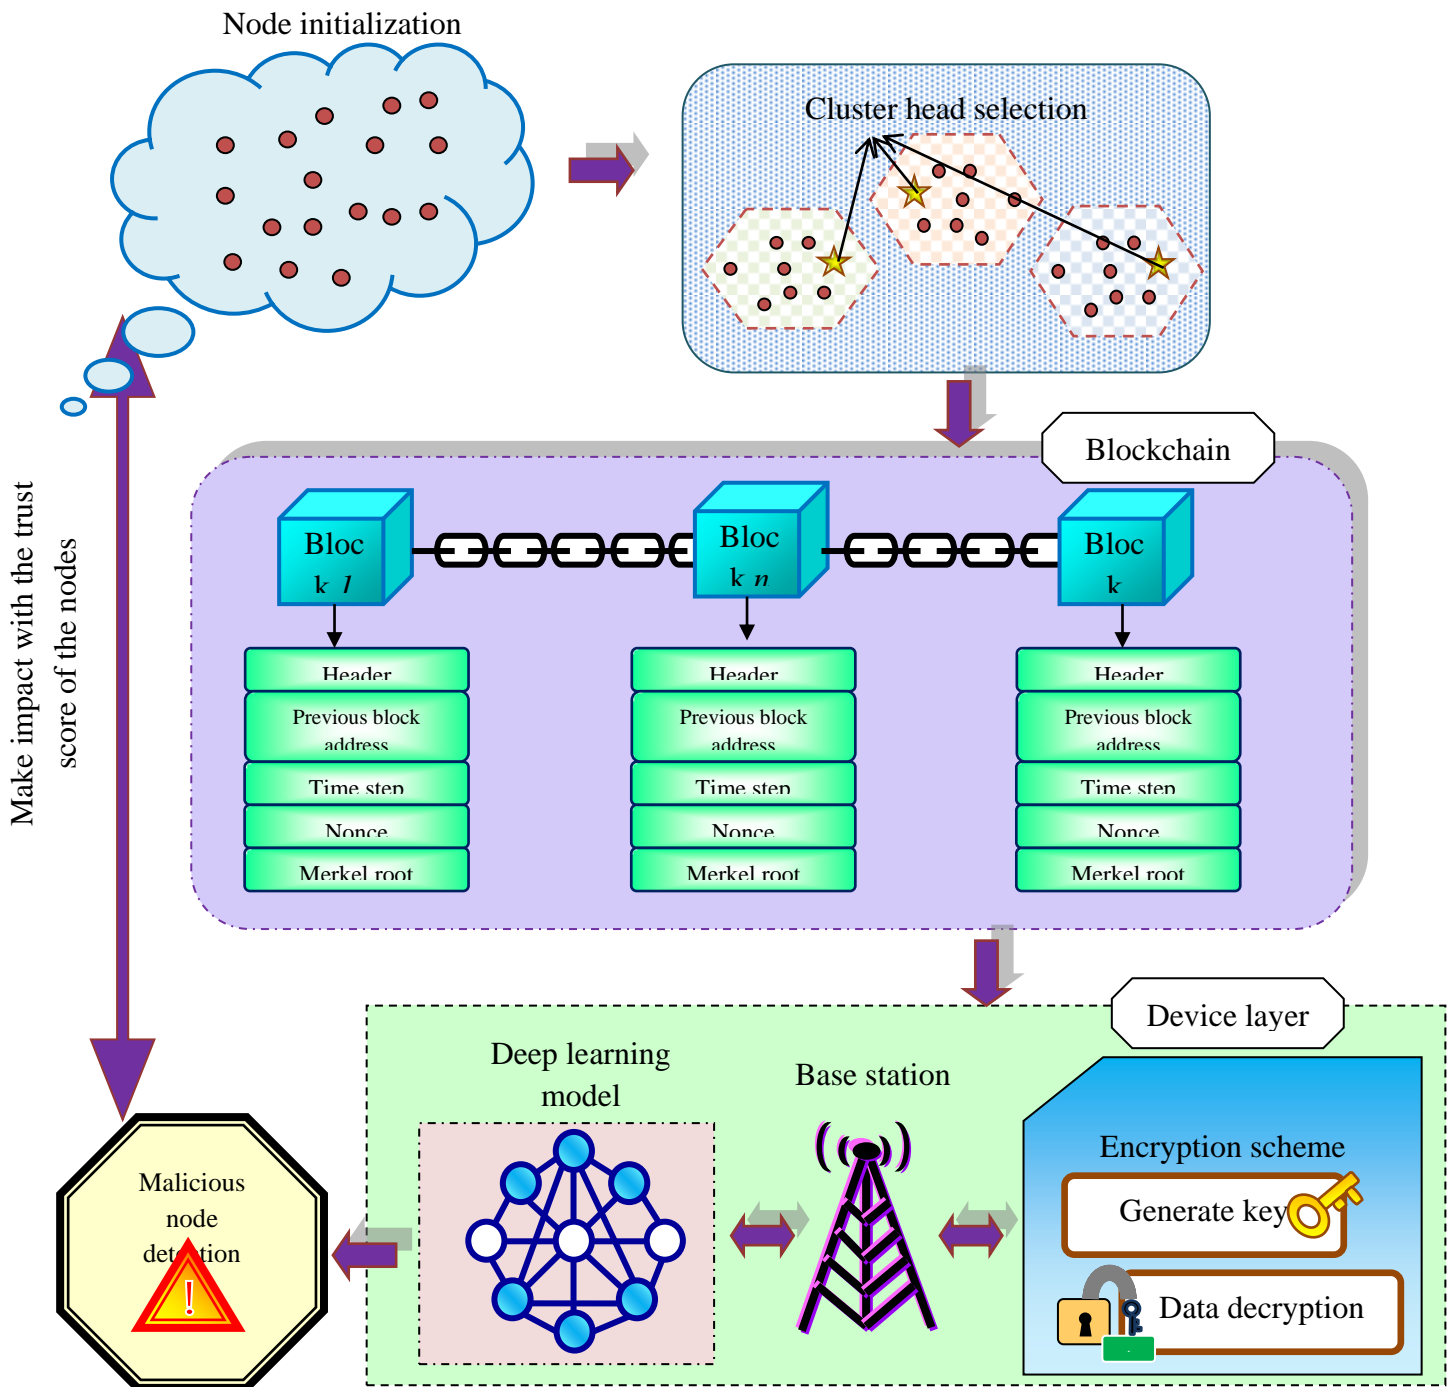 Node initialization
Cluster head selection
Blockchain
Make impact with the trust
score of the nodes
Bloc
k 1
Bloc
k n
Bloc
k
Header
Previous block
address
Time step
Nonce
Merkel root
Header
Previous block
address
Time step
Nonce
Merkel root
Header
Previous block
address
Time step
Nonce
Merkel root
Device layer
Deep learning
model
Base station
Encryption scheme
Generate key
Data decryption
Malicious
node
detection
!